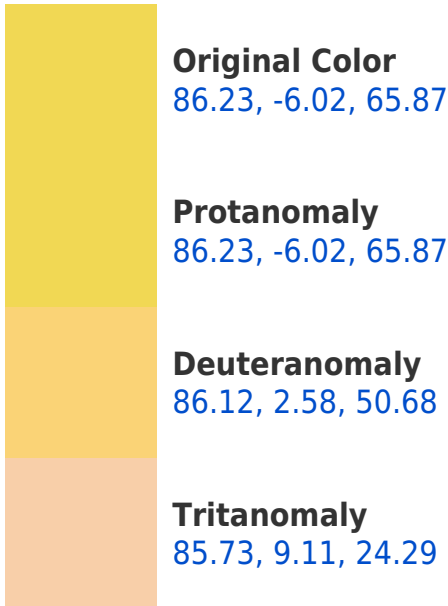 Original Color
86.23, -6.02, 65.87
Protanomaly
86.23, -6.02, 65.87
Deuteranomaly
86.12, 2.58, 50.68
Tritanomaly
85.73, 9.11, 24.29